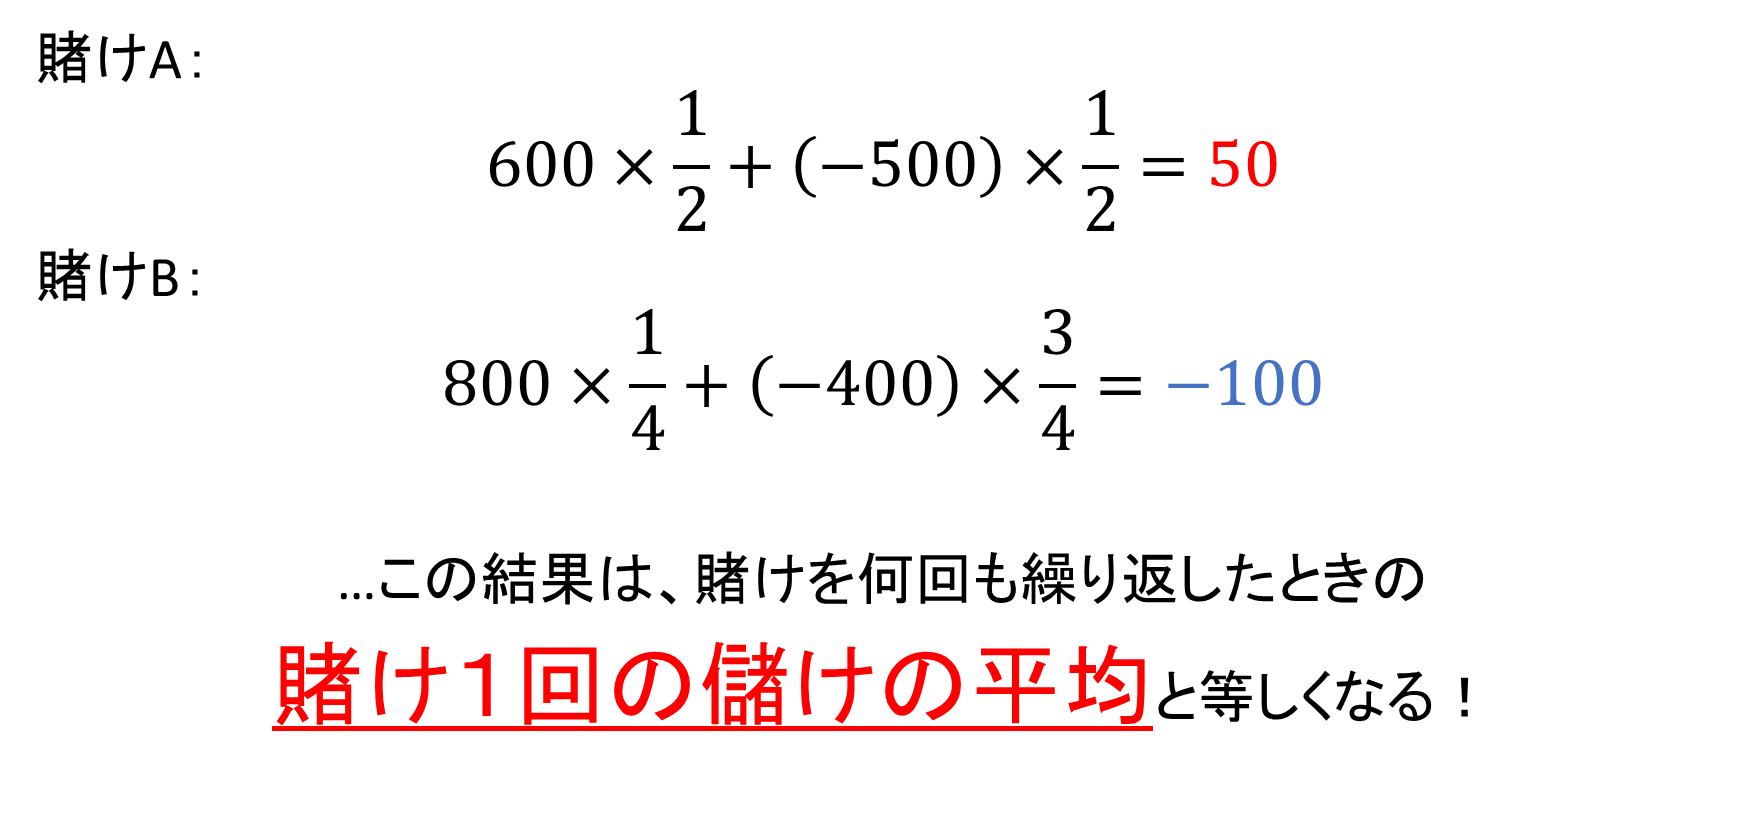 賭けA：
600 × 1/2 + (−500) × 1/2 = 50
賭けB：
800 × 1/4 + (−400) × 3/4 = −100
…この結果は、賭けを何回も繰り返したときの
賭け１回の儲けの平均と等しくなる！